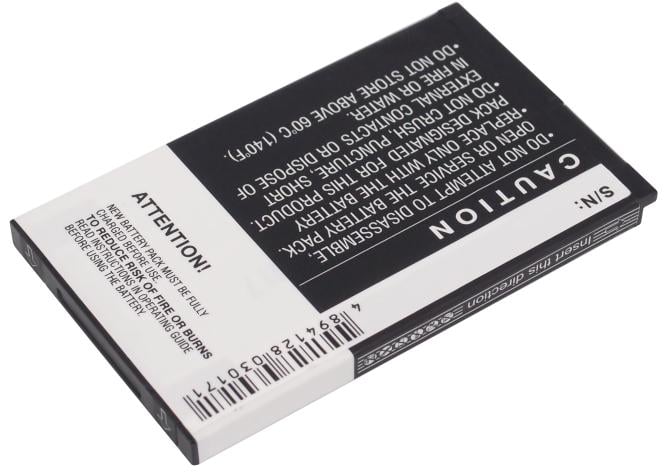 CAUTION
•DO NOT ATTEMPT TO DISASSEMBLE,
OPEN OR SERVICE THE BATTERY PACK.
•REPLACE ONLY WITH THE BATTERY
PACK DESIGNATED FOR THIS PRODUCT.
•DO NOT CRUSH, PUNCTURE, SHORT
EXTERNAL CONTACTS OR DISPOSE OF
IN FIRE OR WATER.
•DO NOT STORE ABOVE 60°C (140°F).
S/N:
ATTENTION!
NEW BATTERY PACK MUST BE FULLY
CHARGED BEFORE USE.
TO REDUCE RISK OF FIRE OR BURNS
READ INSTRUCTIONS IN OPERATING GUIDE
BEFORE USING THE BATTERY.
4 894128 030171
Insert this direction